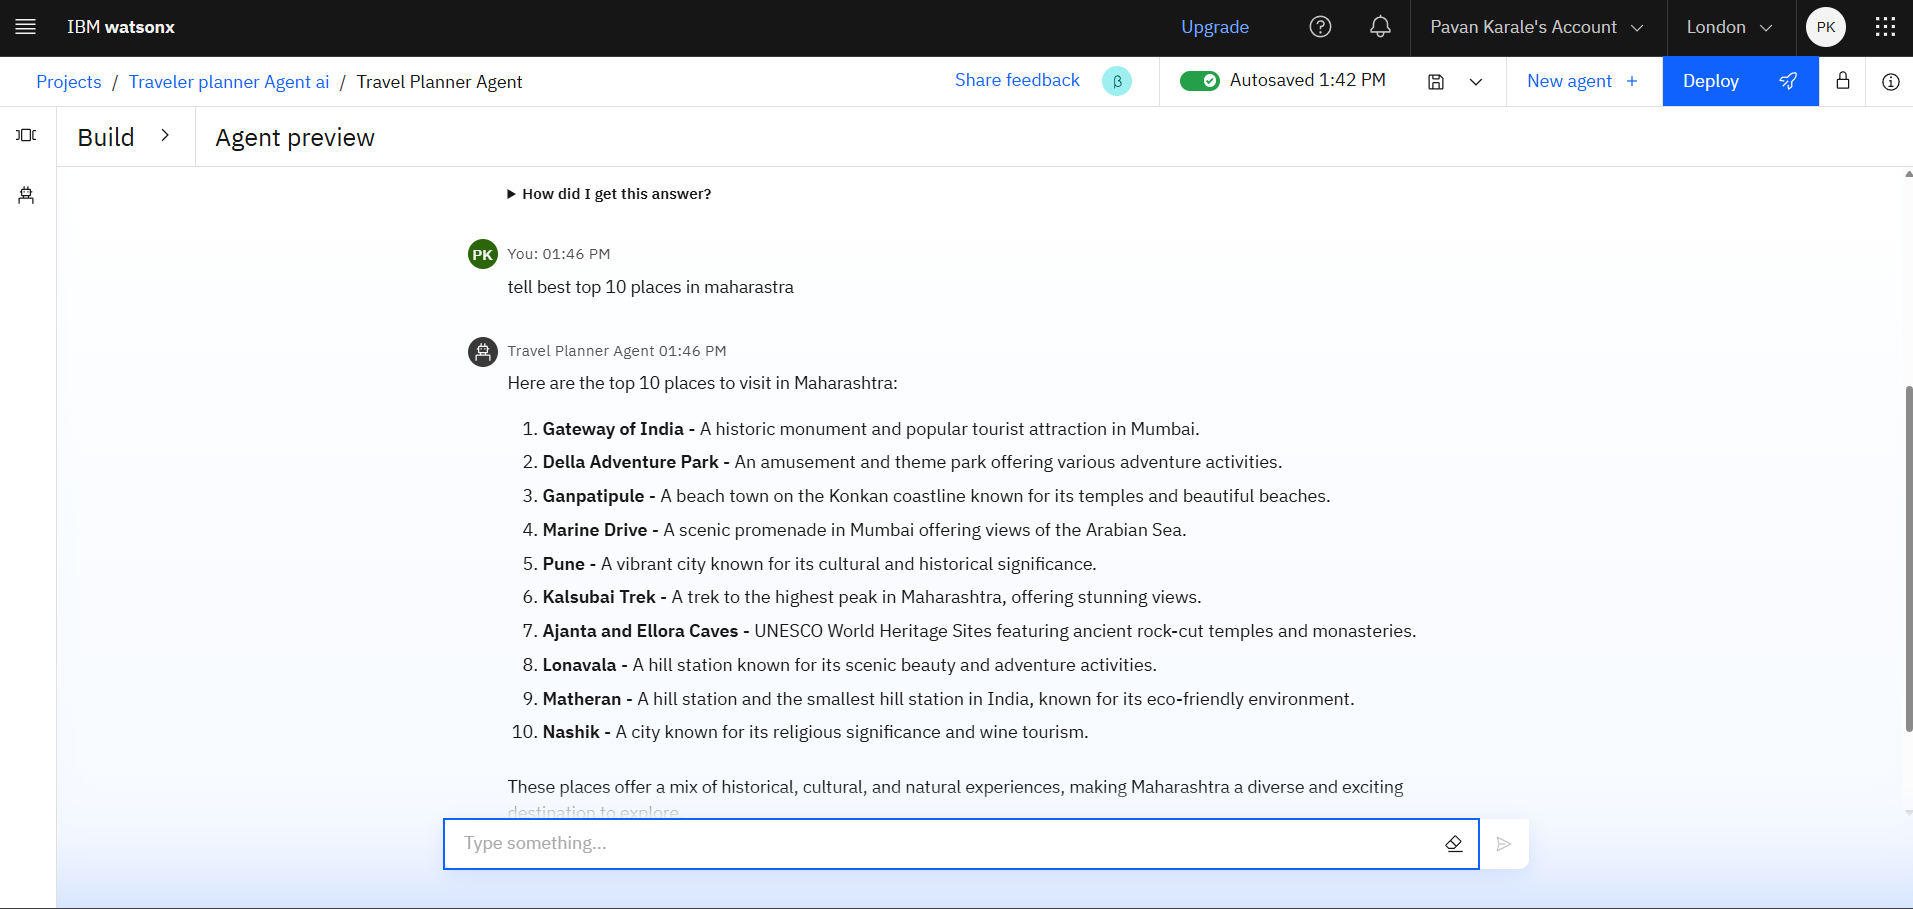 IBM watsonx
Upgrade
Pavan Karale's Account
London
PK
Projects / Traveler planner Agent ai / Travel Planner Agent
Share feedback
β
Autosaved 1:42 PM
New agent +
Deploy
Build
Agent preview
How did I get this answer?
PK
You: 01:46 PM
tell best top 10 places in maharastra
Travel Planner Agent 01:46 PM
Here are the top 10 places to visit in Maharashtra:
1. Gateway of India - A historic monument and popular tourist attraction in Mumbai.
2. Della Adventure Park - An amusement and theme park offering various adventure activities.
3. Ganpatipule - A beach town on the Konkan coastline known for its temples and beautiful beaches.
4. Marine Drive - A scenic promenade in Mumbai offering views of the Arabian Sea.
5. Pune - A vibrant city known for its cultural and historical significance.
6. Kalsubai Trek - A trek to the highest peak in Maharashtra, offering stunning views.
7. Ajanta and Ellora Caves - UNESCO World Heritage Sites featuring ancient rock-cut temples and monasteries.
8. Lonavala - A hill station known for its scenic beauty and adventure activities.
9. Matheran - A hill station and the smallest hill station in India, known for its eco-friendly environment.
10. Nashik - A city known for its religious significance and wine tourism.
These places offer a mix of historical, cultural, and natural experiences, making Maharashtra a diverse and exciting
destination to explore.
Type something...